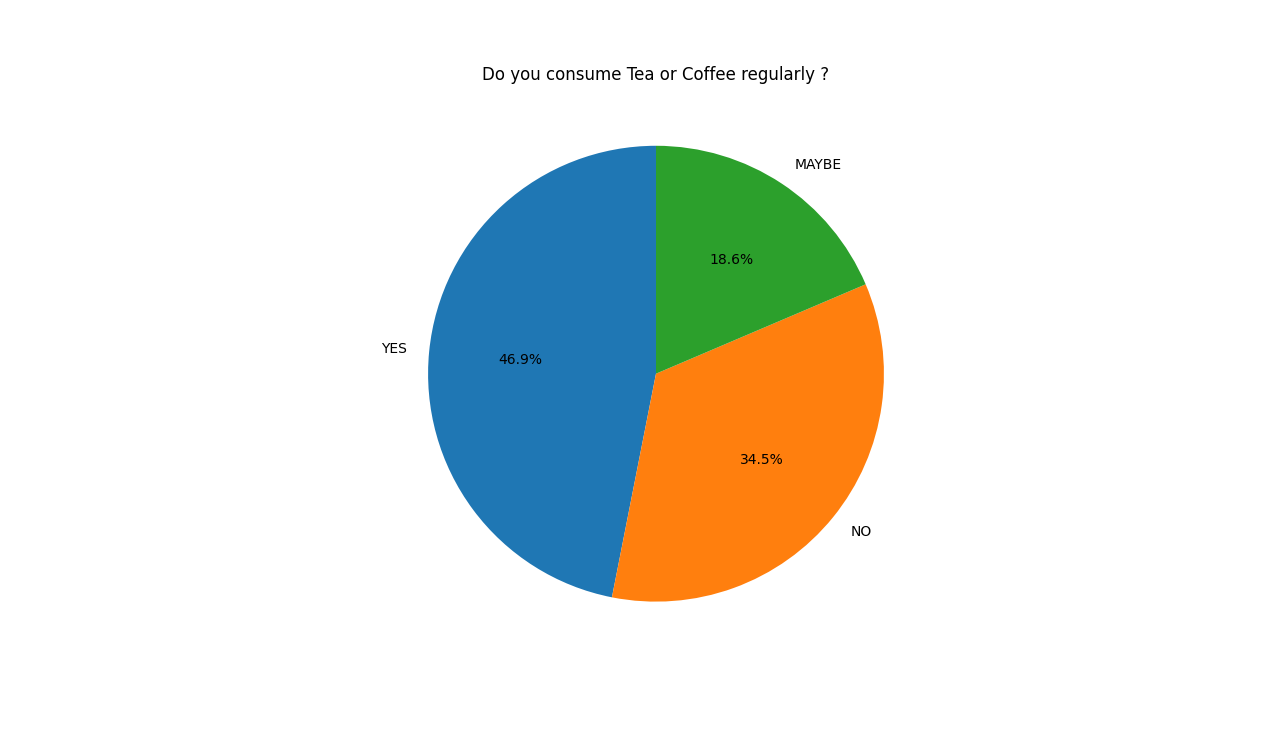 Do you consume Tea or Coffee regularly ?
MAYBE
18.6%
YES
46.9%
34.5%
NO